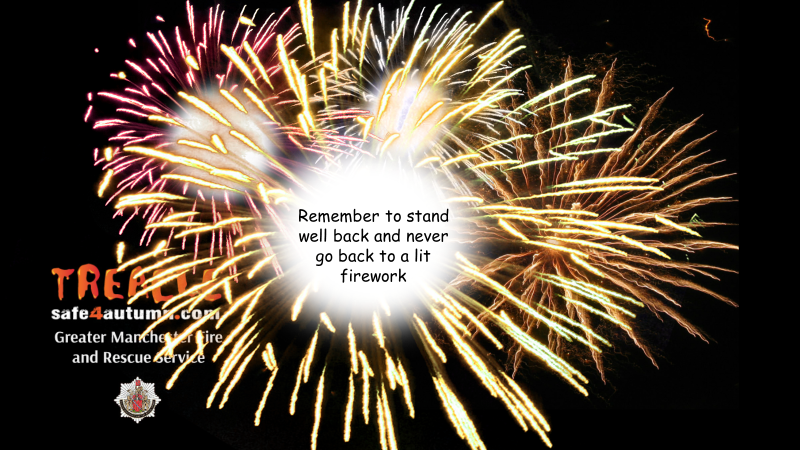 Remember to stand
well back and never
go back to a lit
firework
safe4autumn.com
Greater Manchester Fire
and Rescue Service